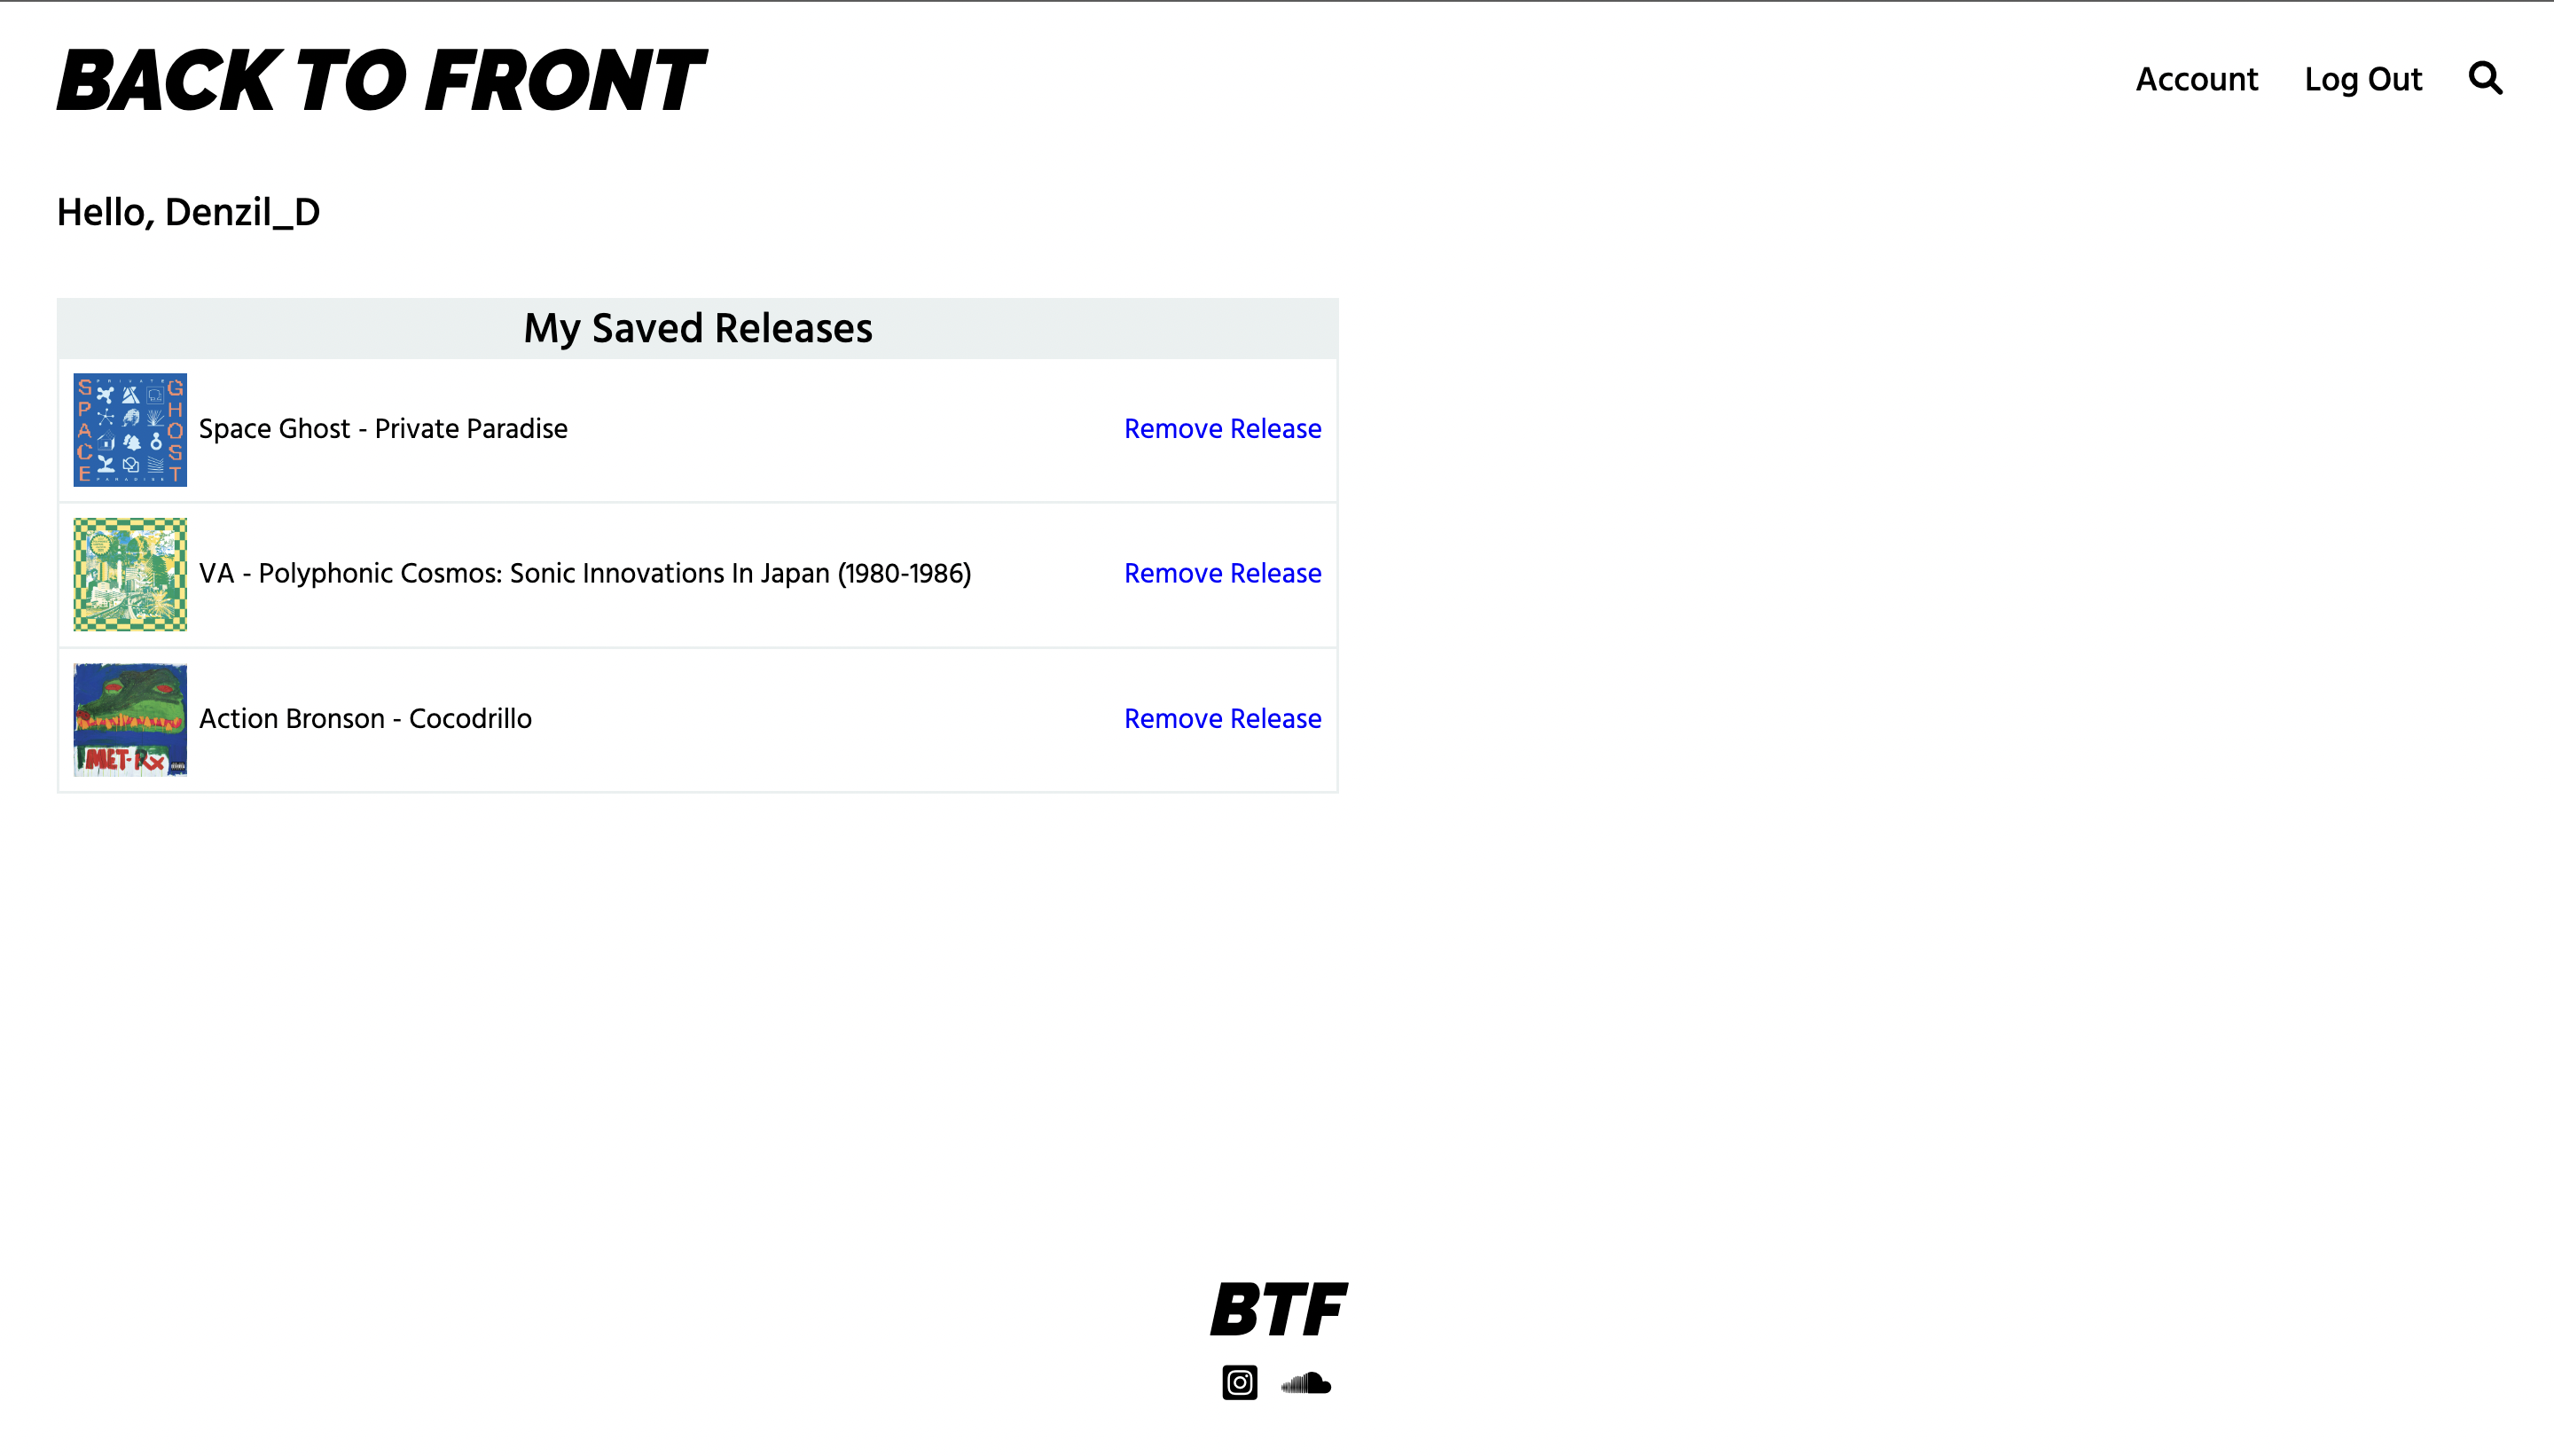 BACK TO FRONT
Account Log Out
Hello, Denzil_D
My Saved Releases
PRIVATE
SPACE
GHOST
PARADISE
Space Ghost - Private Paradise
Remove Release
VA - Polyphonic Cosmos: Sonic Innovations In Japan (1980-1986)
Remove Release
MET-Rx
Action Bronson - Cocodrillo
Remove Release
BTF